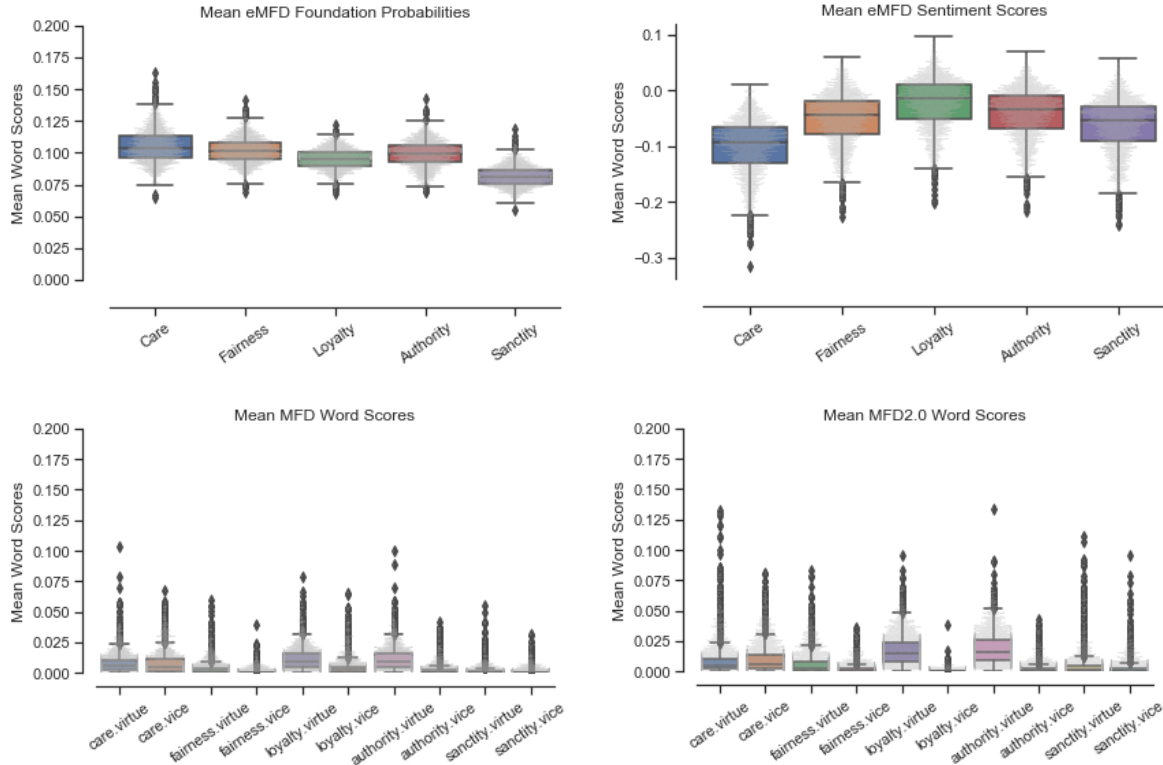 Mean eMFD Foundation Probabilities
0.200
0.175
0.150
0.125
0.100
0.075
0.050
0.025
0.000
Mean Word Scores
Care
Fairness
Loyalty
Authority
Sanctity
Mean eMFD Sentiment Scores
0.1
0.0
−0.1
−0.2
−0.3
Mean Word Scores
Care
Fairness
Loyalty
Authority
Sanctity
Mean MFD Word Scores
0.200
0.175
0.150
0.125
0.100
0.075
0.050
0.025
0.000
Mean Word Scores
care.virtue
care.vice
fairness.virtue
fairness.vice
loyalty.virtue
loyalty.vice
authority.virtue
authority.vice
sanctity.virtue
sanctity.vice
Mean MFD2.0 Word Scores
0.200
0.175
0.150
0.125
0.100
0.075
0.050
0.025
0.000
Mean Word Scores
care.virtue
care.vice
fairness.virtue
fairness.vice
loyalty.virtue
loyalty.vice
authority.virtue
authority.vice
sanctity.virtue
sanctity.vice